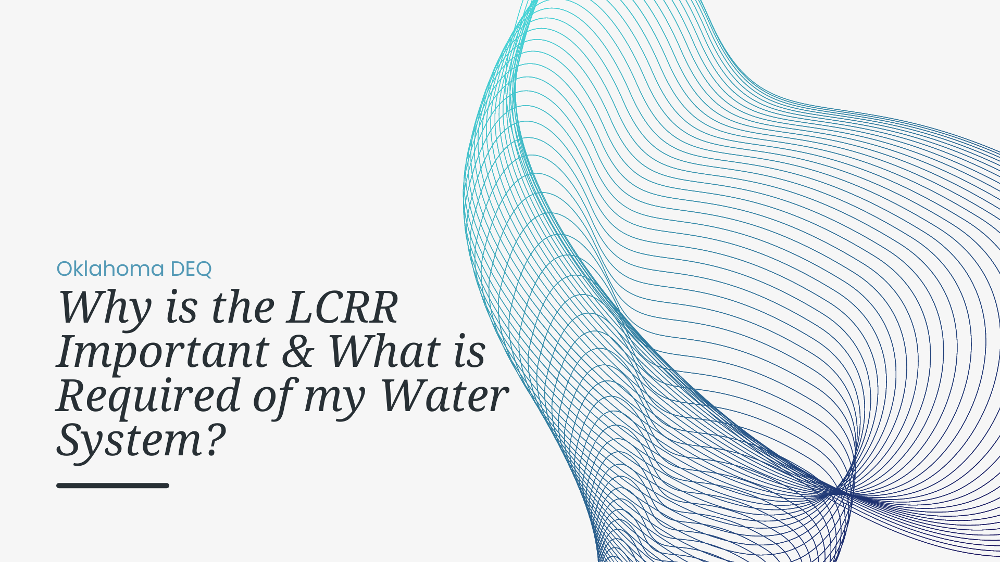 Oklahoma DEQ
Why is the LCRR
Important & What is
Required of my Water
System?